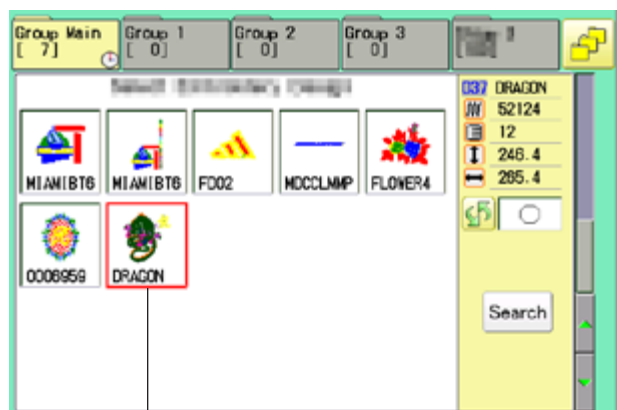 Group Main
[ 7]
Group 1
[ 0]
Group 2
[ 0]
Group 3
[ 0]
037 DRAGON
52124
12
246.4
265.4
MIAMIBT6
MIAMIBT6
FD02
MDCCLMMP
FLOWER4
0006959
DRAGON
Search